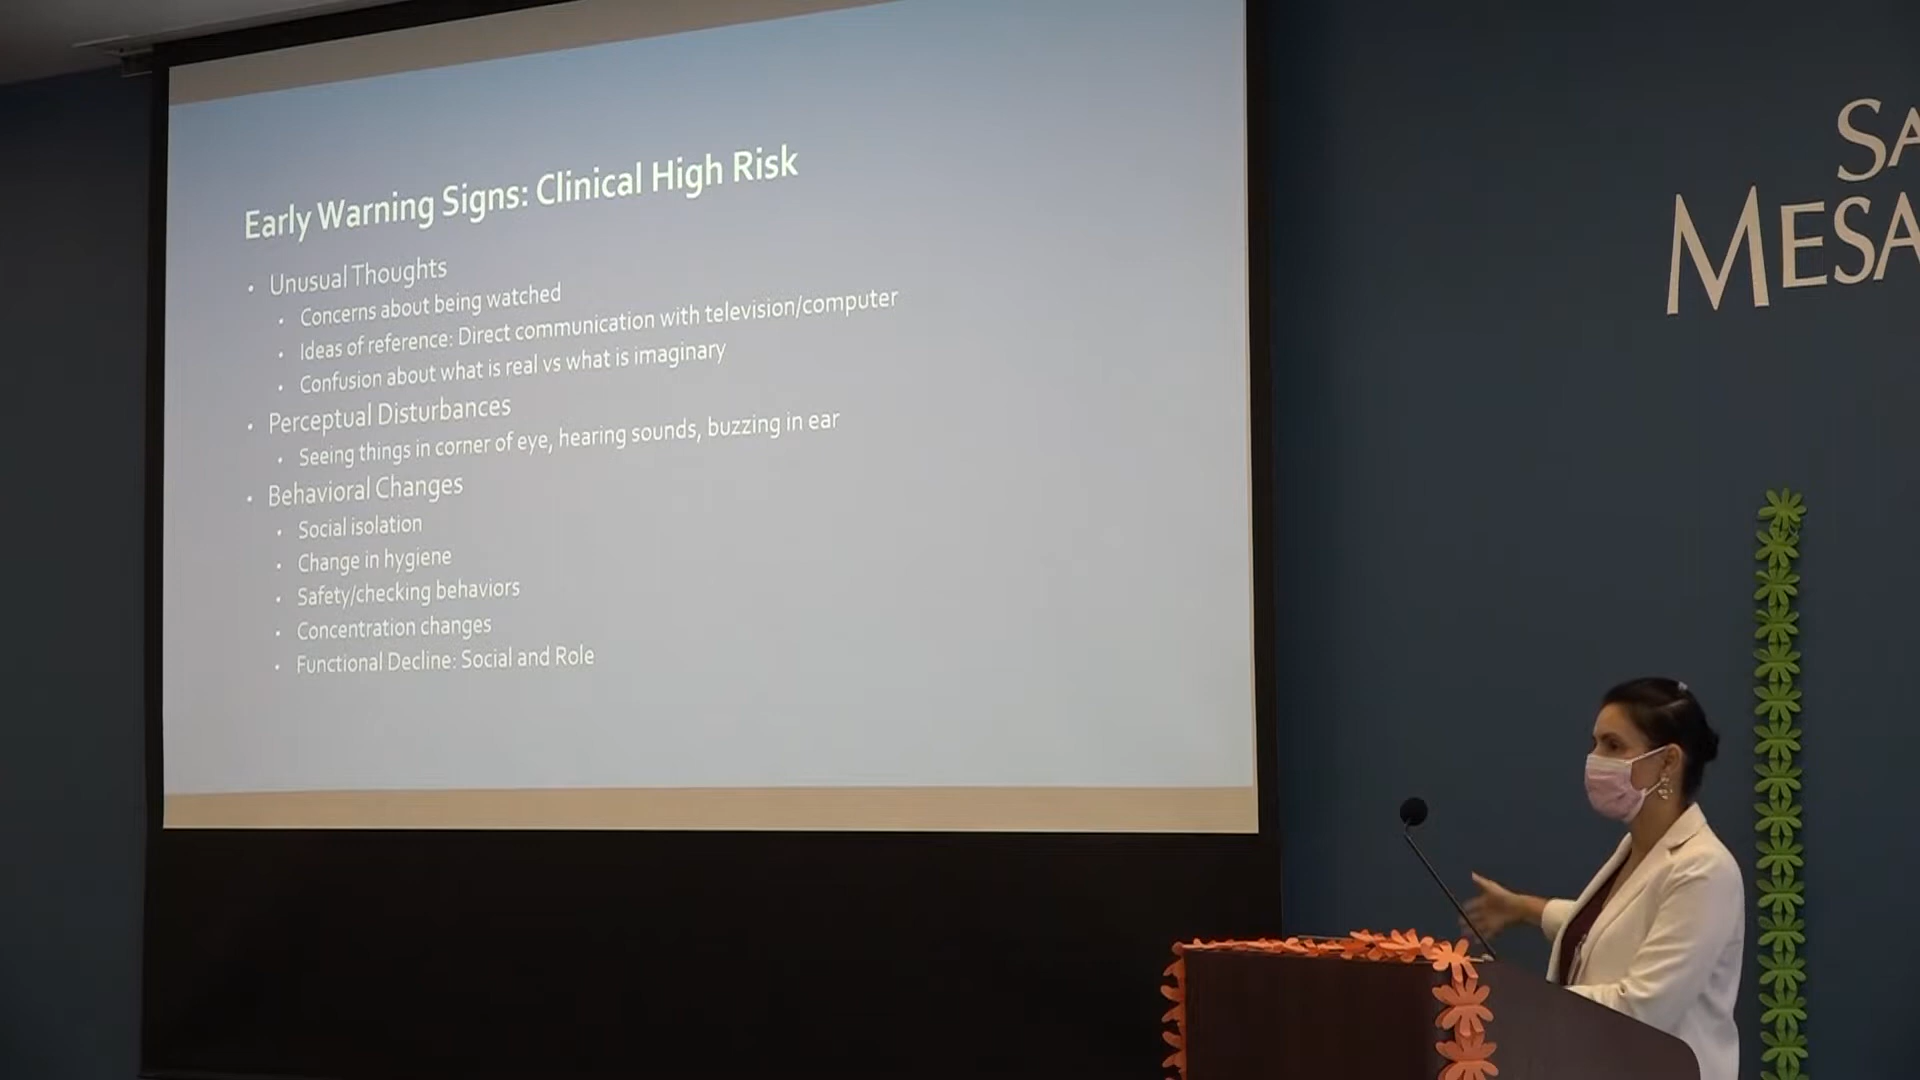 Early Warning Signs: Clinical High Risk
• Unusual Thoughts
• Concerns about being watched
• Ideas of reference: Direct communication with television/computer
• Confusion about what is real vs what is imaginary
• Perceptual Disturbances
• Seeing things in corner of eye, hearing sounds, buzzing in ear
• Behavioral Changes
• Social isolation
• Change in hygiene
• Safety/checking behaviors
• Concentration changes
• Functional Decline: Social and Role
SA
MESA